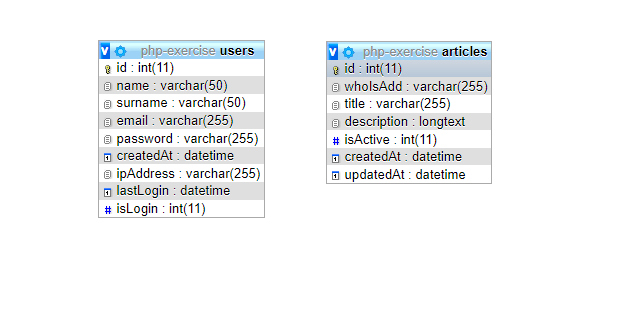 php-exercise users
id : int(11)
name : varchar(50)
surname : varchar(50)
email : varchar(255)
password : varchar(255)
createdAt : datetime
ipAddress : varchar(255)
lastLogin : datetime
# isLogin : int(11)
php-exercise articles
id : int(11)
whoIsAdd : varchar(255)
title : varchar(255)
description : longtext
# isActive : int(11)
createdAt : datetime
updatedAt : datetime